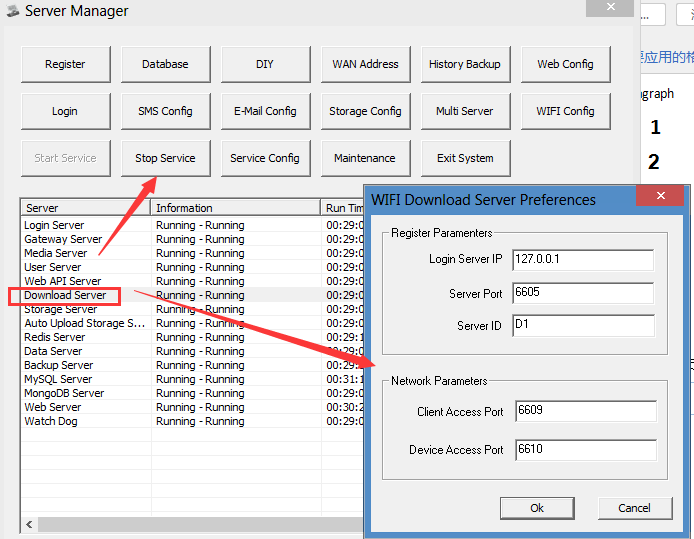 Server Manager
Register
Database
DIY
WAN Address
History Backup
Web Config
Login
SMS Config
E-Mail Config
Storage Config
Multi Server
WIFI Config
Start Service
Stop Service
Service Config
Maintenance
Exit System
要应用的格
agraph
1
2
Server Information Run Tim
Login Server Running - Running 00:29:0
Gateway Server Running - Running 00:29:0
Media Server Running - Running 00:29:0
User Server Running - Running 00:29:0
Web API Server Running - Running 00:29:0
Download Server Running - Running 00:29:0
Storage Server Running - Running 00:29:0
Auto Upload Storage S... Running - Running 00:29:0
Redis Server Running - Running 00:29:1
Data Server Running - Running :29:0
Backup Server Running - Running 00:29:2
MySQL Server Running - Running 00:31:1
MongoDB Server Running - Running 00:29:0
Web Server Running - Running 00:30:2
Watch Dog Running - Running 00:29:0
WIFI Download Server Preferences
Register Paramenters
Login Server IP 127.0.0.1
Server Port 6605
Server ID D1
Network Parameters
Client Access Port 6609
Device Access Port 6610
Ok Cancel